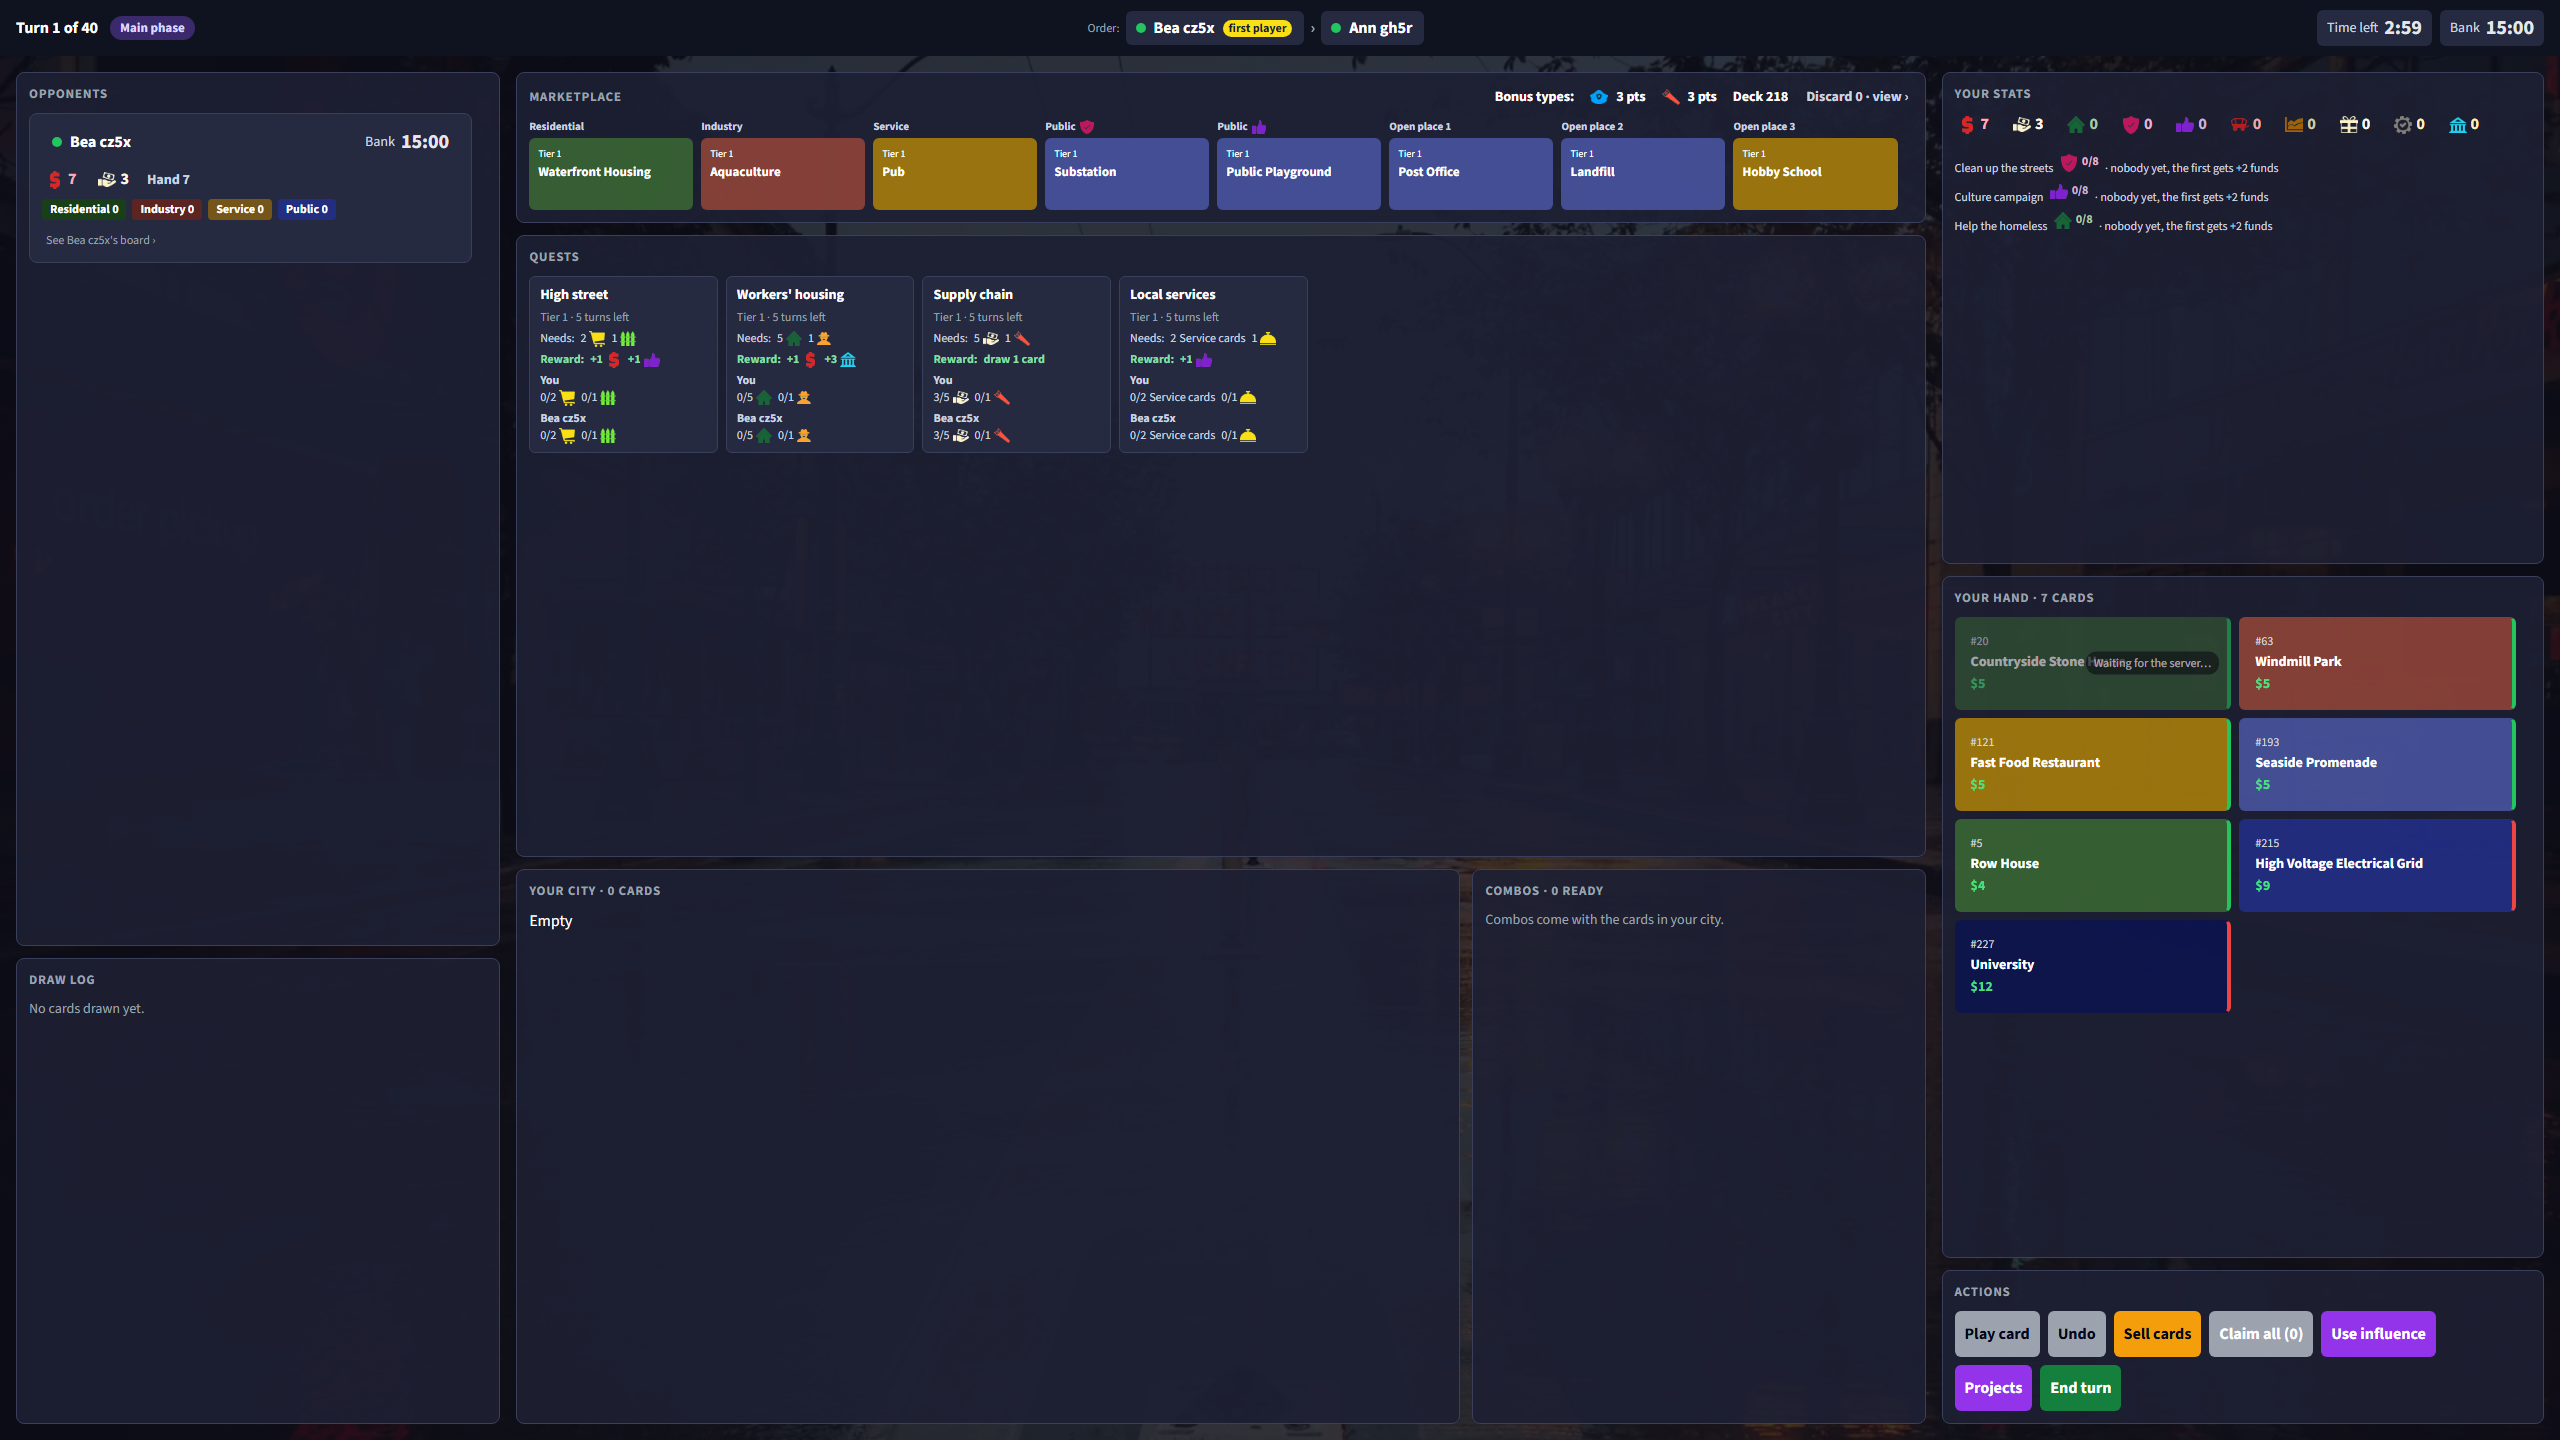 Turn 1 of 40 Main phase
Order: Bea cz5x first player › Ann gh5r
Time left 2:59 Bank 15:00
OPPONENTS
Bea cz5x Bank 15:00
7 3 Hand 7
Residential 0 Industry 0 Service 0 Public 0
See Bea cz5x's board ›
DRAW LOG
No cards drawn yet.
MARKETPLACE
Bonus types: 3 pts 3 pts Deck 218 Discard 0 · view ›
Residential Industry Service Public Public Open place 1 Open place 2 Open place 3
Tier 1 Tier 1 Tier 1 Tier 1 Tier 1 Tier 1 Tier 1 Tier 1
Waterfront Housing Aquaculture Pub Substation Public Playground Post Office Landfill Hobby School
QUESTS
High street
Tier 1 · 5 turns left
Needs: 2 1
Reward: +1 +1
You
0/2 0/1
Bea cz5x
0/2 0/1
Workers' housing
Tier 1 · 5 turns left
Needs: 5 1
Reward: +1 +3
You
0/5 0/1
Bea cz5x
0/5 0/1
Supply chain
Tier 1 · 5 turns left
Needs: 5 1
Reward: draw 1 card
You
3/5 0/1
Bea cz5x
3/5 0/1
Local services
Tier 1 · 5 turns left
Needs: 2 Service cards 1
Reward: +1
You
0/2 Service cards 0/1
Bea cz5x
0/2 Service cards 0/1
YOUR CITY · 0 CARDS
Empty
COMBOS · 0 READY
Combos come with the cards in your city.
YOUR STATS
7 3 0 0 0 0 0 0 0 0
Clean up the streets 0/8 · nobody yet, the first gets +2 funds
Culture campaign 0/8 · nobody yet, the first gets +2 funds
Help the homeless 0/8 · nobody yet, the first gets +2 funds
YOUR HAND · 7 CARDS
#20
Countryside Stone
Waiting for the server…
$5
#63
Windmill Park
$5
#121
Fast Food Restaurant
$5
#193
Seaside Promenade
$5
#5
Row House
$4
#215
High Voltage Electrical Grid
$9
#227
University
$12
ACTIONS
Play card Undo Sell cards Claim all (0) Use influence
Projects End turn